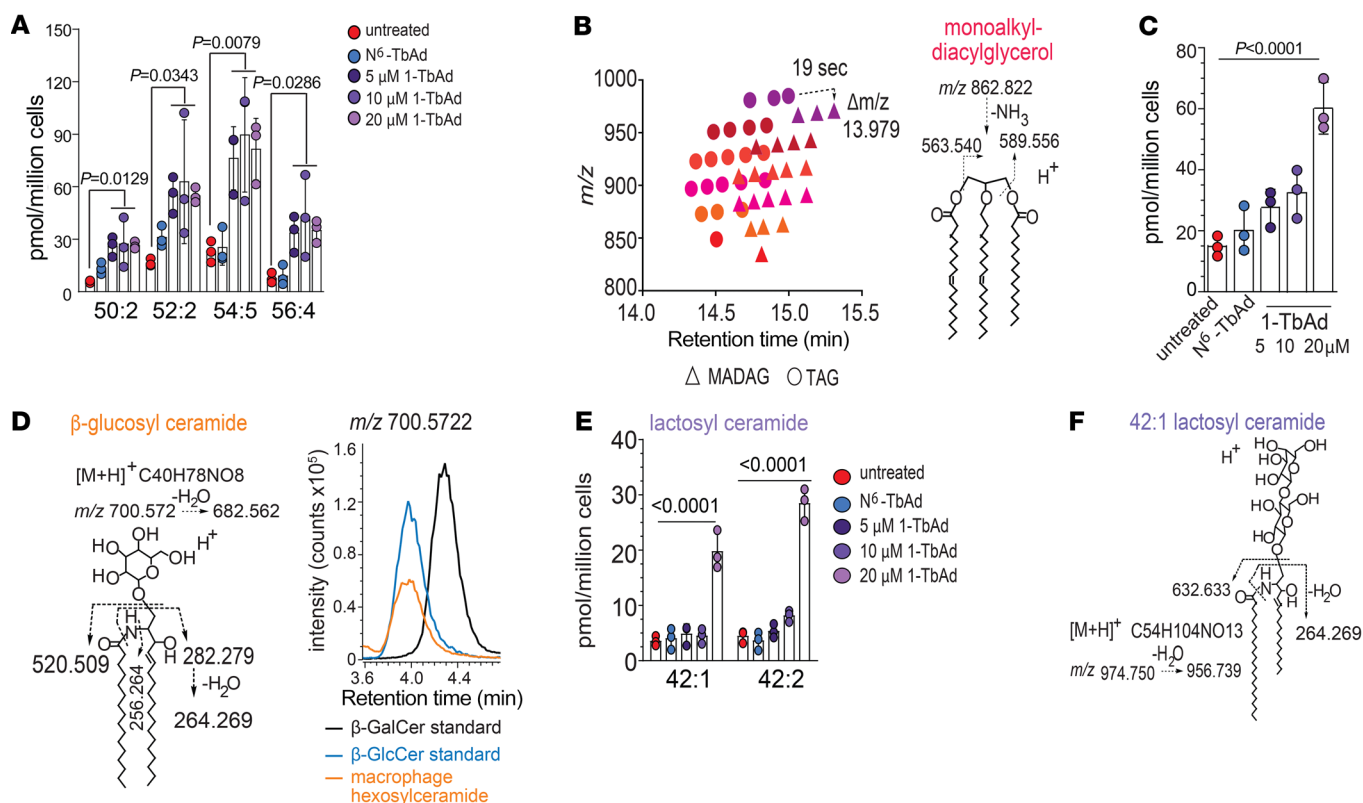 A
150
120
90
60
30
0
pmol/million cells
P=0.0129
P=0.0343
P=0.0079
P=0.0286
50:2 52:2 54:5 56:4
untreated
N⁶-TbAd
5 µM 1-TbAd
10 µM 1-TbAd
20 µM 1-TbAd
B
1000
950
900
850
800
m/z
14.0 14.5 15.0 15.5
Retention time (min)
△ MADAG ○ TAG
19 sec
Δm/z
13.979
monoalkyl-
diacylglycerol
m/z 862.822
-NH₃
563.540
589.556
H⁺
O O O
O O
C
80
60
40
20
0
pmol/million cells
P<0.0001
untreated
N⁶-TbAd
1-TbAd
5 10 20µM
D
β-glucosyl ceramide
[M+H]⁺ C40H78NO8
-H₂O
m/z 700.572 682.562
H⁺
H O
H O
OH
O
O H
O
H
N
O
O
H
520.509
256.264
282.279
-H₂O
264.269
m/z 700.5722
1.6
1.2
0.8
0.4
0
intensity (counts x10⁵)
3.6 4.0 4.4
Retention time (min)
β-GalCer standard
β-GlcCer standard
macrophage
hexosylceramide
E
lactosyl ceramide
40
30
20
10
0
pmol/million cells
<0.0001
<0.0001
42:1 42:2
untreated
N⁶-TbAd
5 µM 1-TbAd
10 µM 1-TbAd
20 µM 1-TbAd
F
42:1 lactosyl ceramide
H⁺
HO
OH
HO
HO
O
O
HO
OH
HO
O
O
H
N
O
O
H
632.633
-H₂O
264.269
[M+H]⁺ C54H104NO13
-H₂O
m/z 974.750 956.739